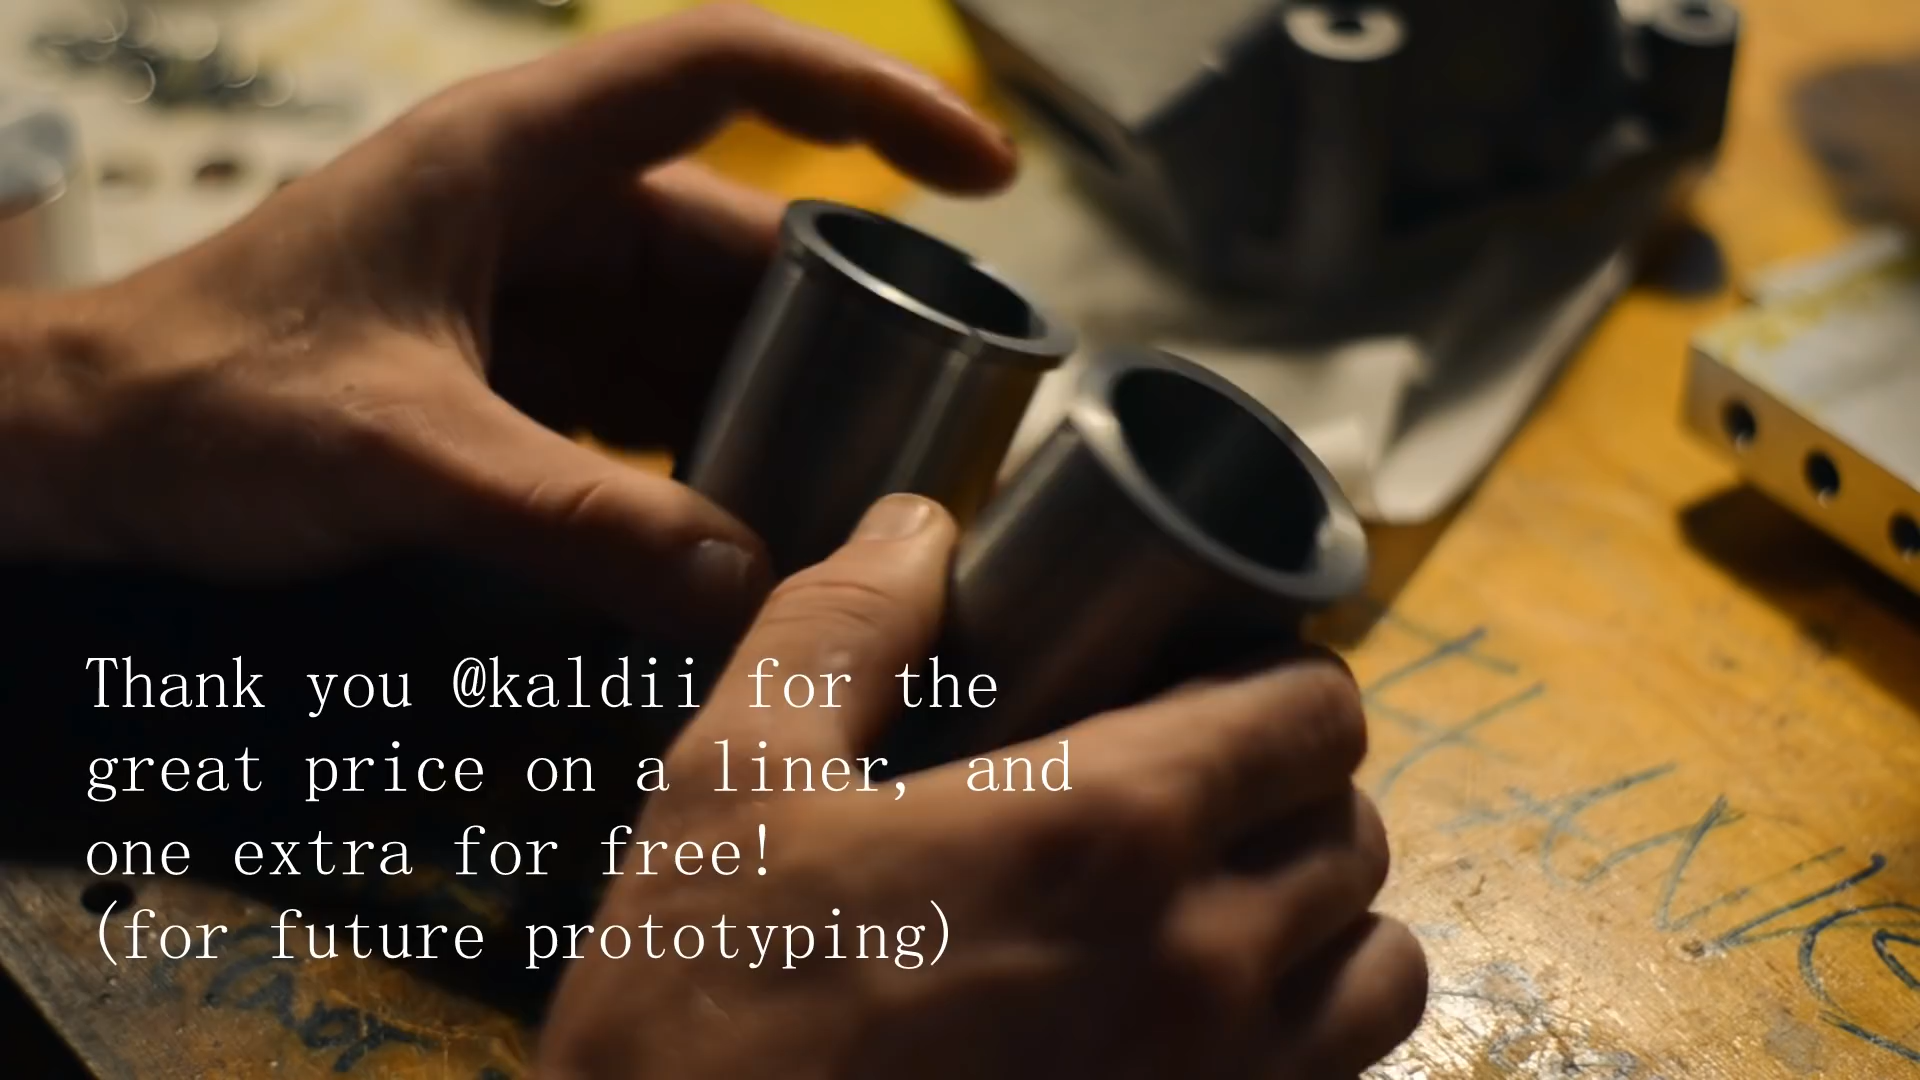 Thank you @kaldii for the
great price on a liner, and
one extra for free!
(for future prototyping)